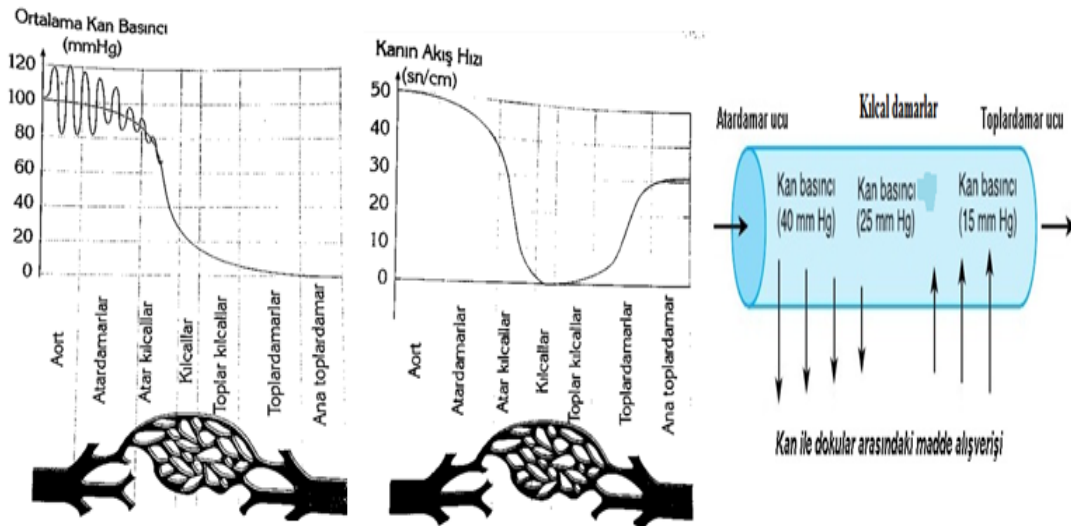 Ortalama Kan Basıncı
(mmHg)
120
100
80
60
40
20
0
Aort
Atardamarlar
Atar kılcallar
Kılcallar
Toplar kılcallar
Toplardamarlar
Ana toplardamar
Kanın Akış Hızı
(sn/cm)
50
40
30
20
10
0
Aort
Atardamarlar
Atar kılcallar
Kılcallar
Toplar kılcallar
Toplardamarlar
Ana toplardamar
Kılcal damarlar
Atardamar ucu
Toplardamar ucu
Kan basıncı
(40 mm Hg)
Kan basıncı
(25 mm Hg)
Kan basıncı
(15 mm Hg)
Kan ile dokular arasındaki madde alışverişi